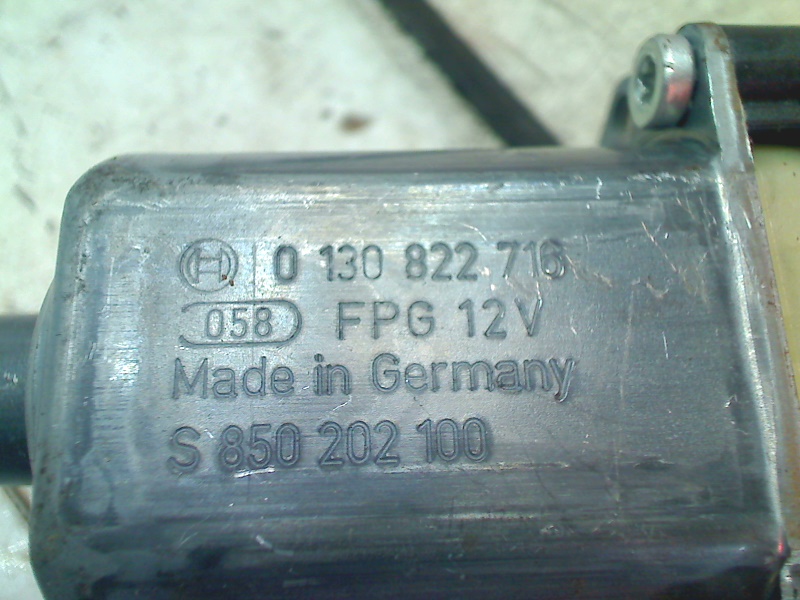 0 130 822 716
058 FPG 12V
Made in Germany
S 850 202 100